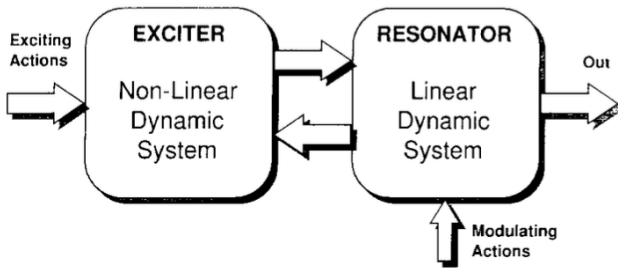 Exciting
Actions
EXCITER
Non-Linear
Dynamic
System
RESONATOR
Linear
Dynamic
System
Out
Modulating
Actions